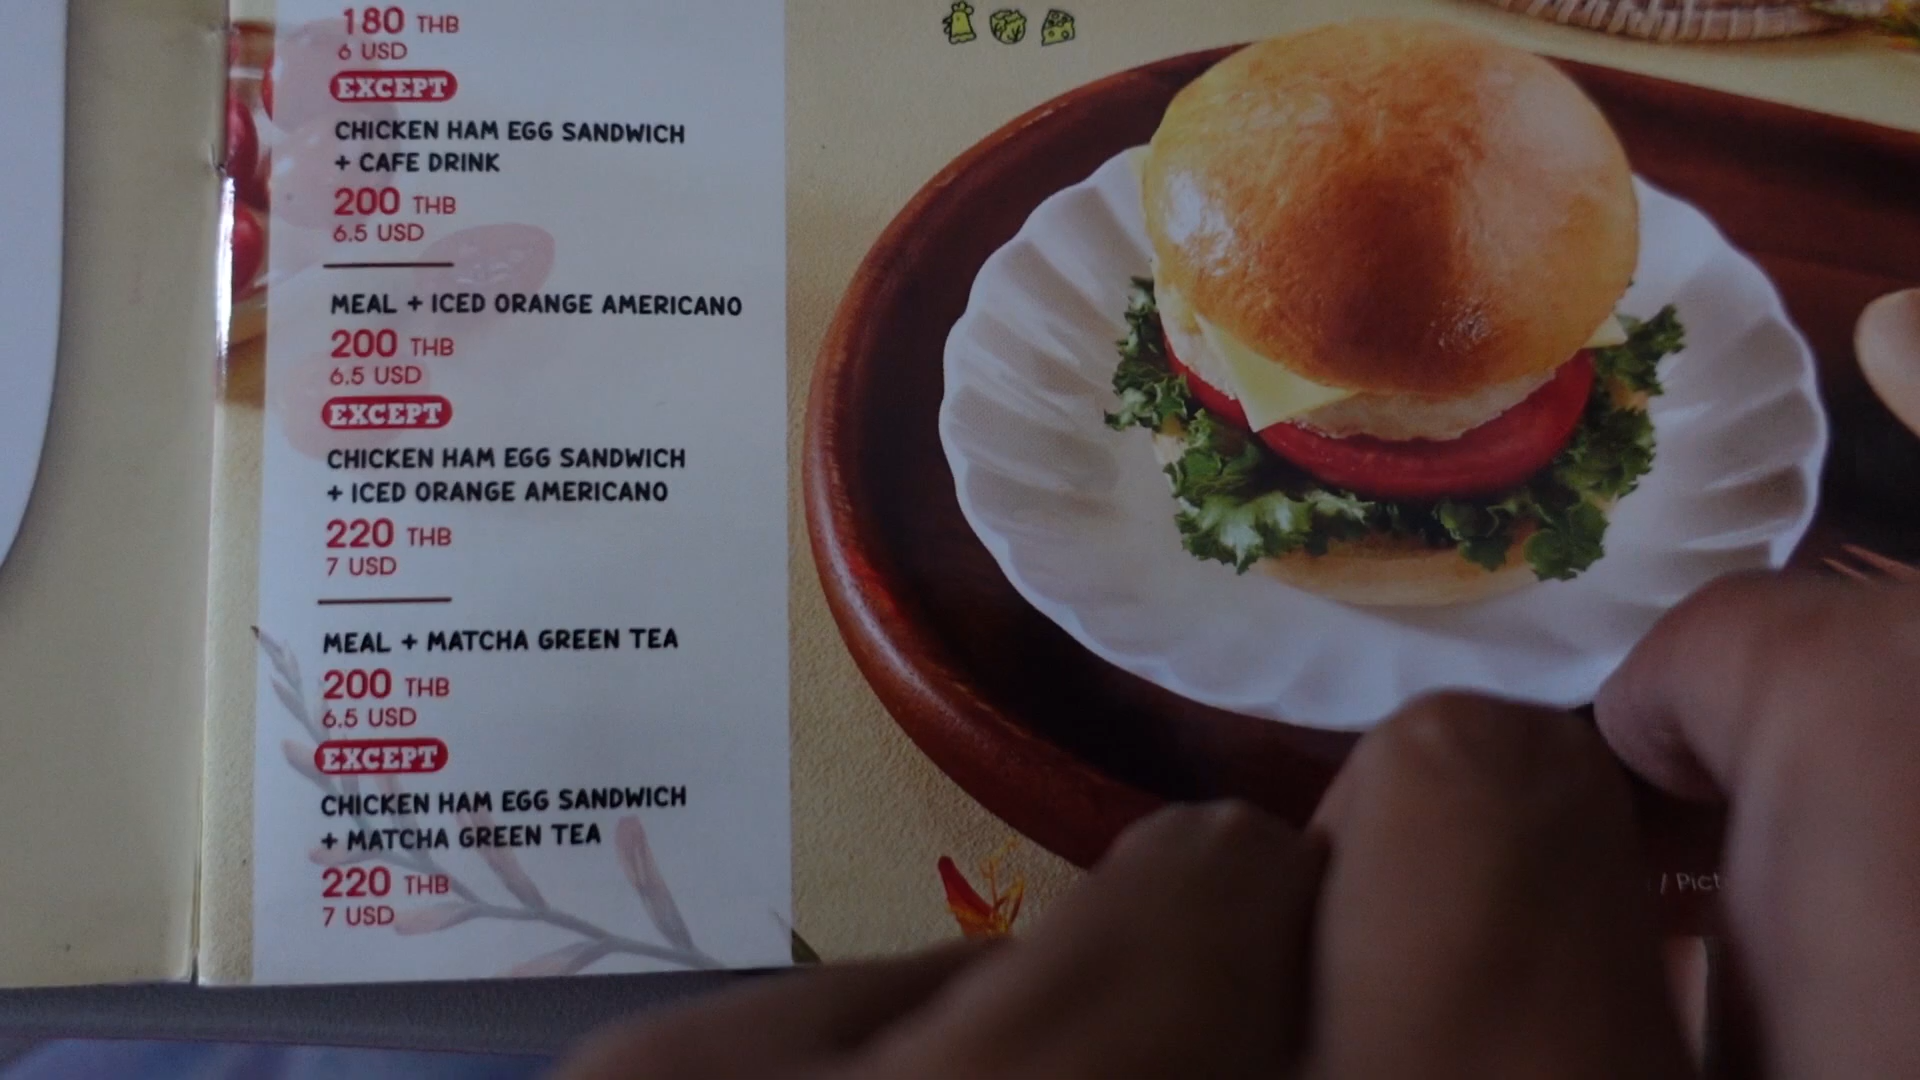 180 THB
6 USD
EXCEPT
CHICKEN HAM EGG SANDWICH
+ CAFE DRINK
200 THB
6.5 USD
MEAL + ICED ORANGE AMERICANO
200 THB
6.5 USD
EXCEPT
CHICKEN HAM EGG SANDWICH
+ ICED ORANGE AMERICANO
220 THB
7 USD
MEAL + MATCHA GREEN TEA
200 THB
6.5 USD
EXCEPT
CHICKEN HAM EGG SANDWICH
+ MATCHA GREEN TEA
220 THB
7 USD